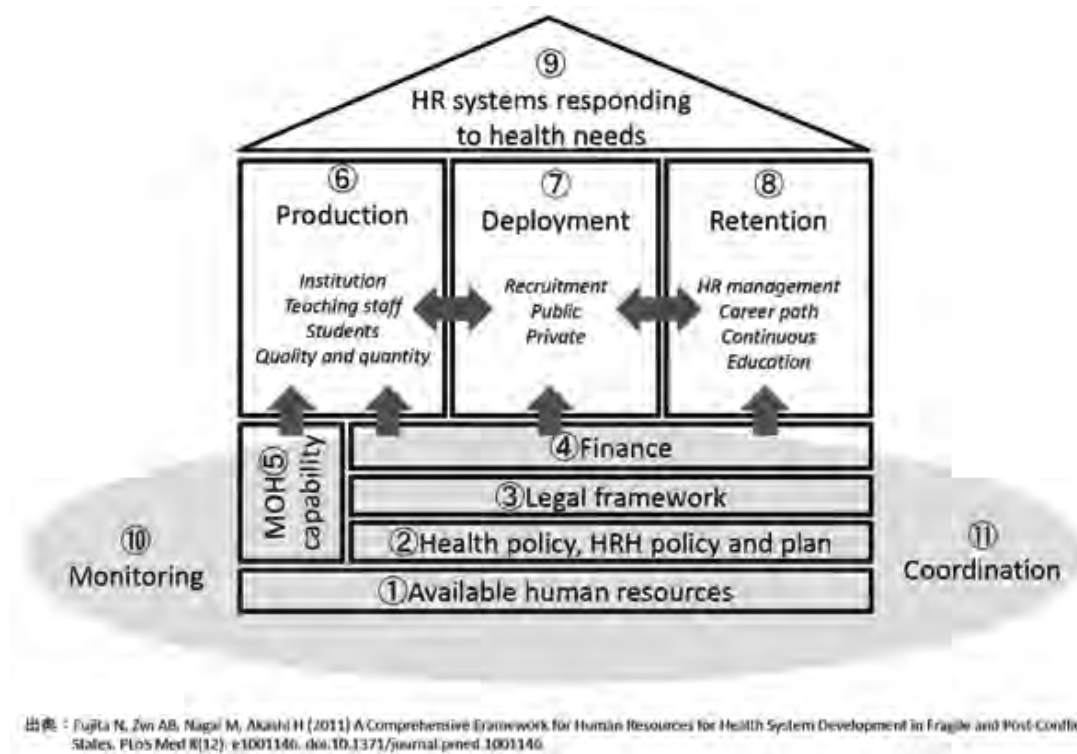 ⑨
HR systems responding
to health needs
⑥
Production
Institution
Teaching staff
Students
Quality and quantity
⑦
Deployment
Recruitment
Public
Private
⑧
Retention
HR management
Career path
Continuous
Education
MOH⑤
capability
④Finance
③Legal framework
②Health policy, HRH policy and plan
①Available human resources
⑩
Monitoring
⑪
Coordination
出典：Fujita N, Zwi AB, Nagai M, Akashi H (2011) A Comprehensive Framework for Human Resources for Health System Development in Fragile and Post-Conflic
States. PLoS Med 8(12): e1001146. doi:10.1371/journal.pmed.1001146